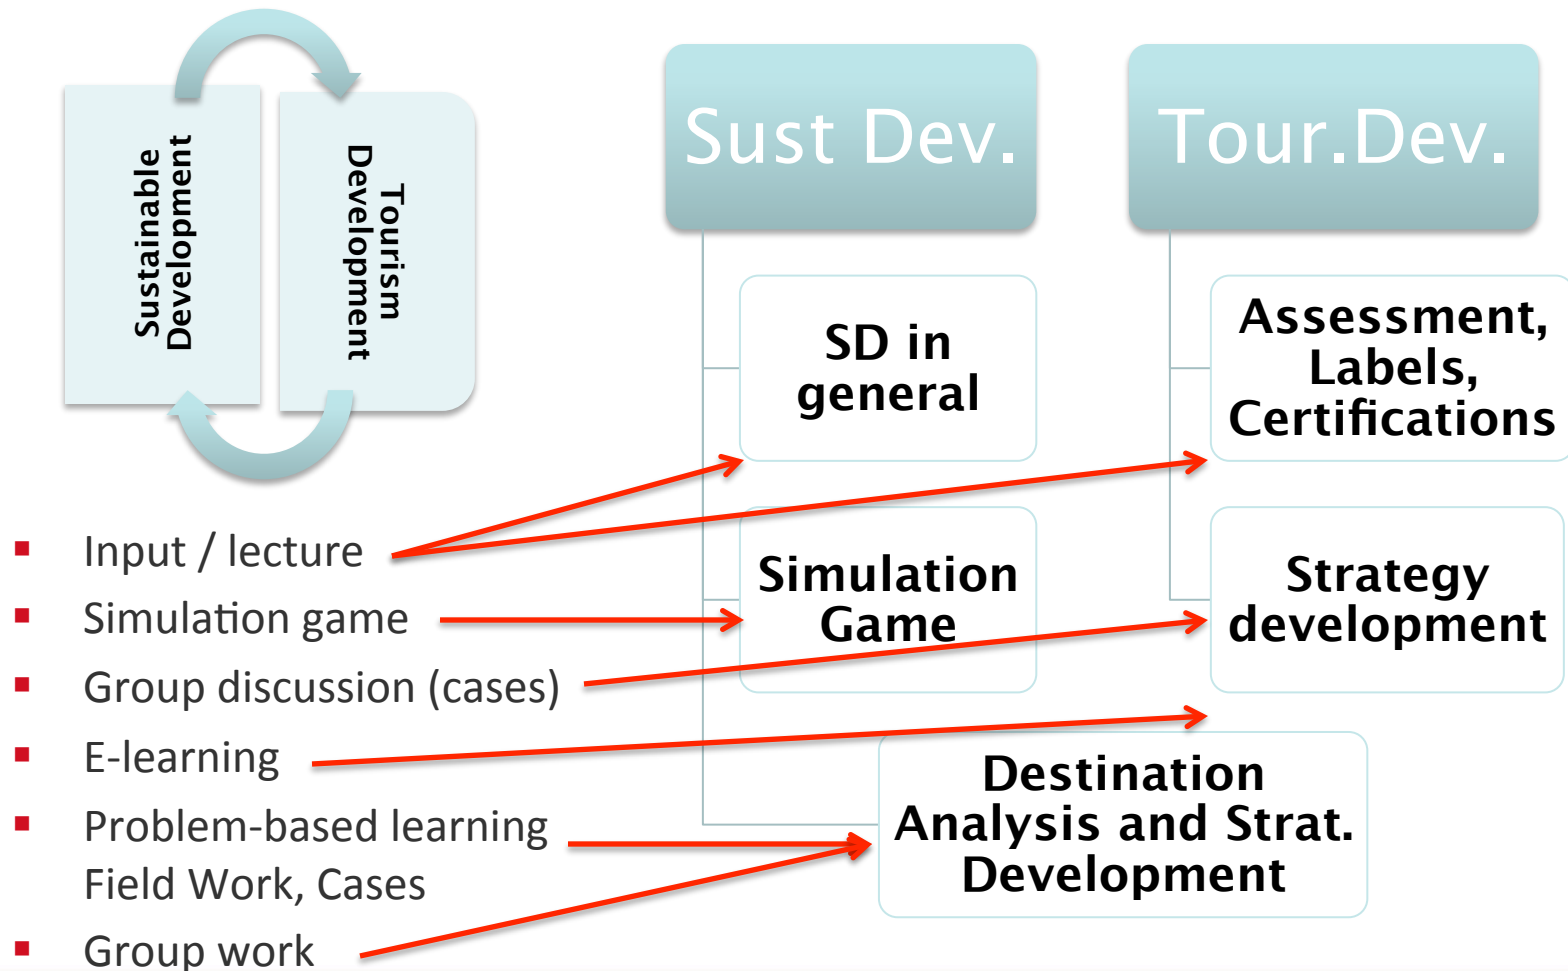 Sustainable
Development
Tourism
Development
Sust Dev.
SD in
general
Simulation
Game
Tour.Dev.
Assessment,
Labels,
Certifications
Strategy
development
Destination
Analysis and Strat.
Development
▪ Input / lecture
▪ Simulation game
▪ Group discussion (cases)
▪ E-learning
▪ Problem-based learning
Field Work, Cases
▪ Group work